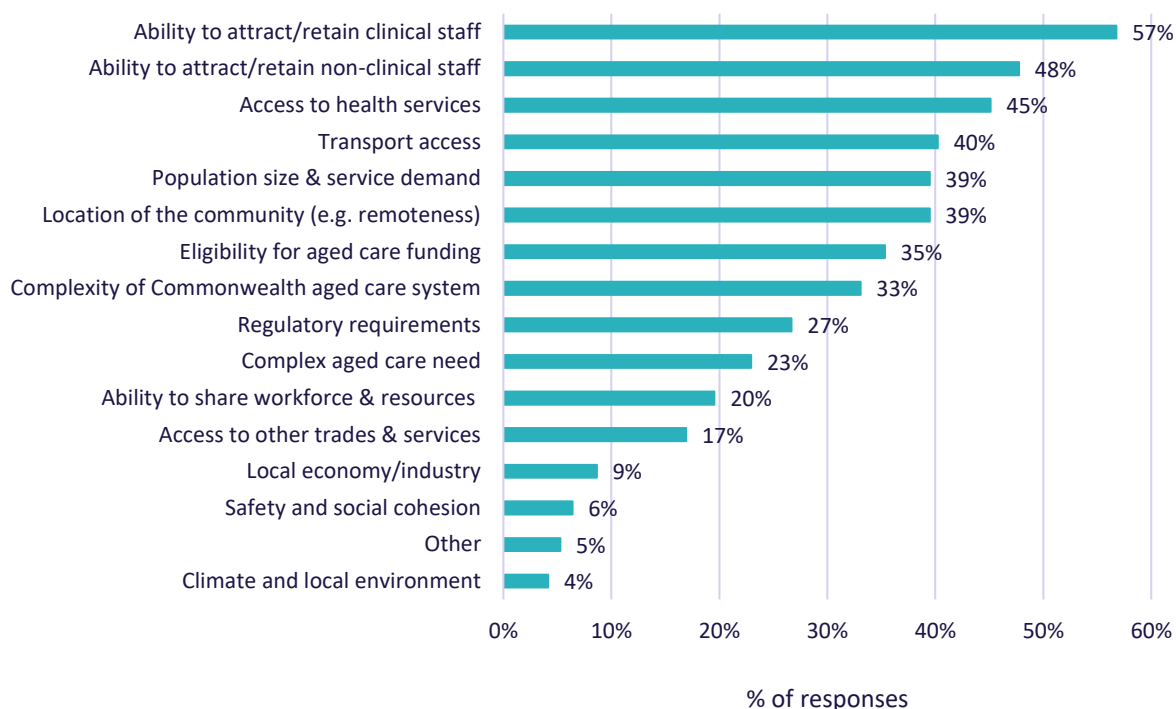 Ability to attract/retain clinical staff 57%
Ability to attract/retain non-clinical staff 48%
Access to health services 45%
Transport access 40%
Population size & service demand 39%
Location of the community (e.g. remoteness) 39%
Eligibility for aged care funding 35%
Complexity of Commonwealth aged care system 33%
Regulatory requirements 27%
Complex aged care need 23%
Ability to share workforce & resources 20%
Access to other trades & services 17%
Local economy/industry 9%
Safety and social cohesion 6%
Other 5%
Climate and local environment 4%
0% 10% 20% 30% 40% 50% 60%
% of responses